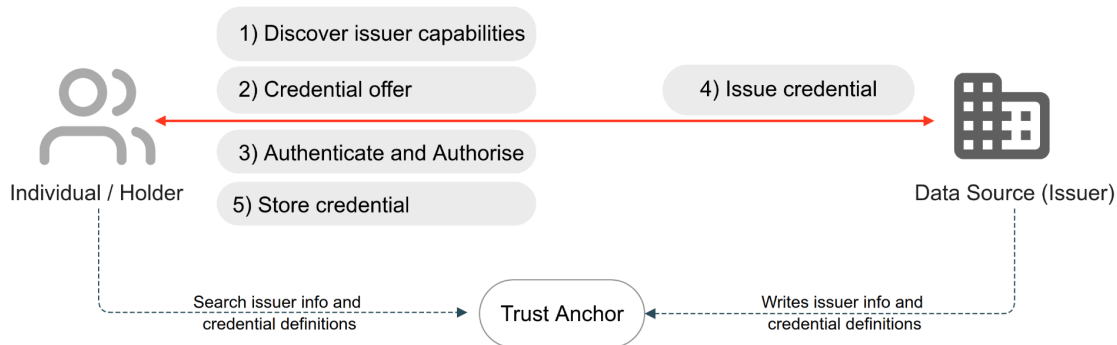 1) Discover issuer capabilities
2) Credential offer
4) Issue credential
3) Authenticate and Authorise
5) Store credential
Individual / Holder
Data Source (Issuer)
Search issuer info and
credential definitions
Trust Anchor
Writes issuer info and
credential definitions